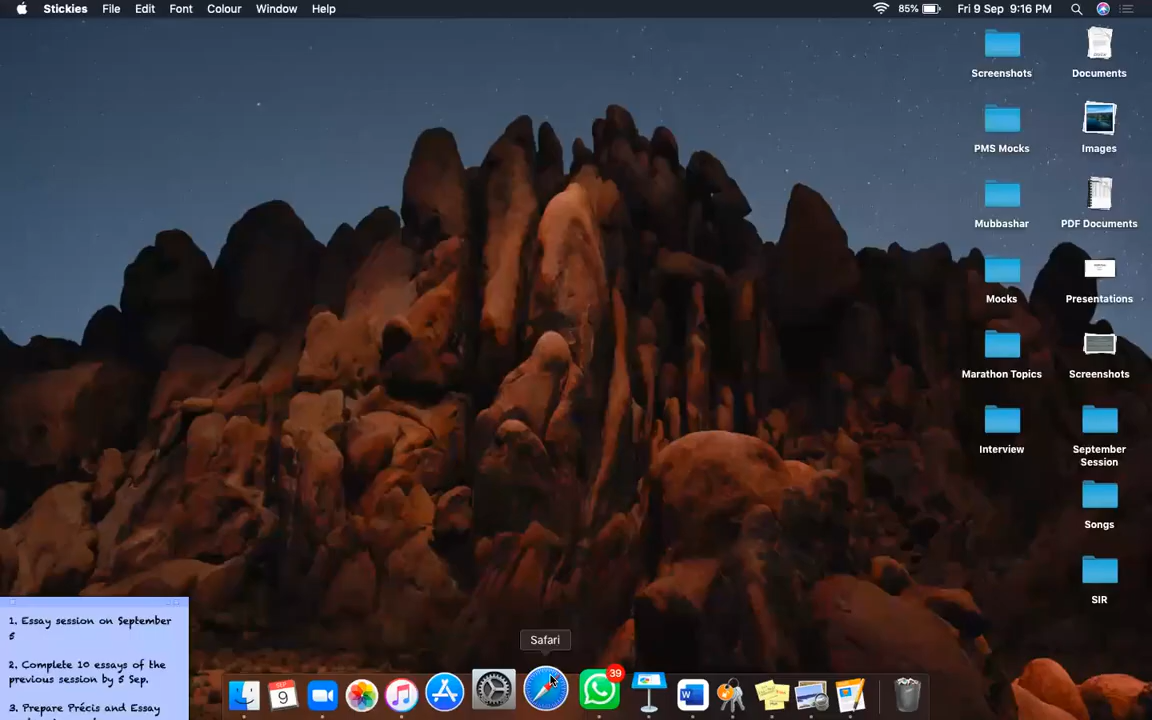 Stickies File Edit Font Colour Window Help 85% Fri 9 Sep 9:16 PM
Screenshots Documents
PMS Mocks Images
Mubbashar PDF Documents
Mocks Presentations
Marathon Topics Screenshots
Interview September
Session
Songs
SIR
1. Essay session on September
5
2. Complete 10 essays of the
previous session by 5 Sep.
3. Prepare Précis and Essay
Safari
SEP
9
39
W